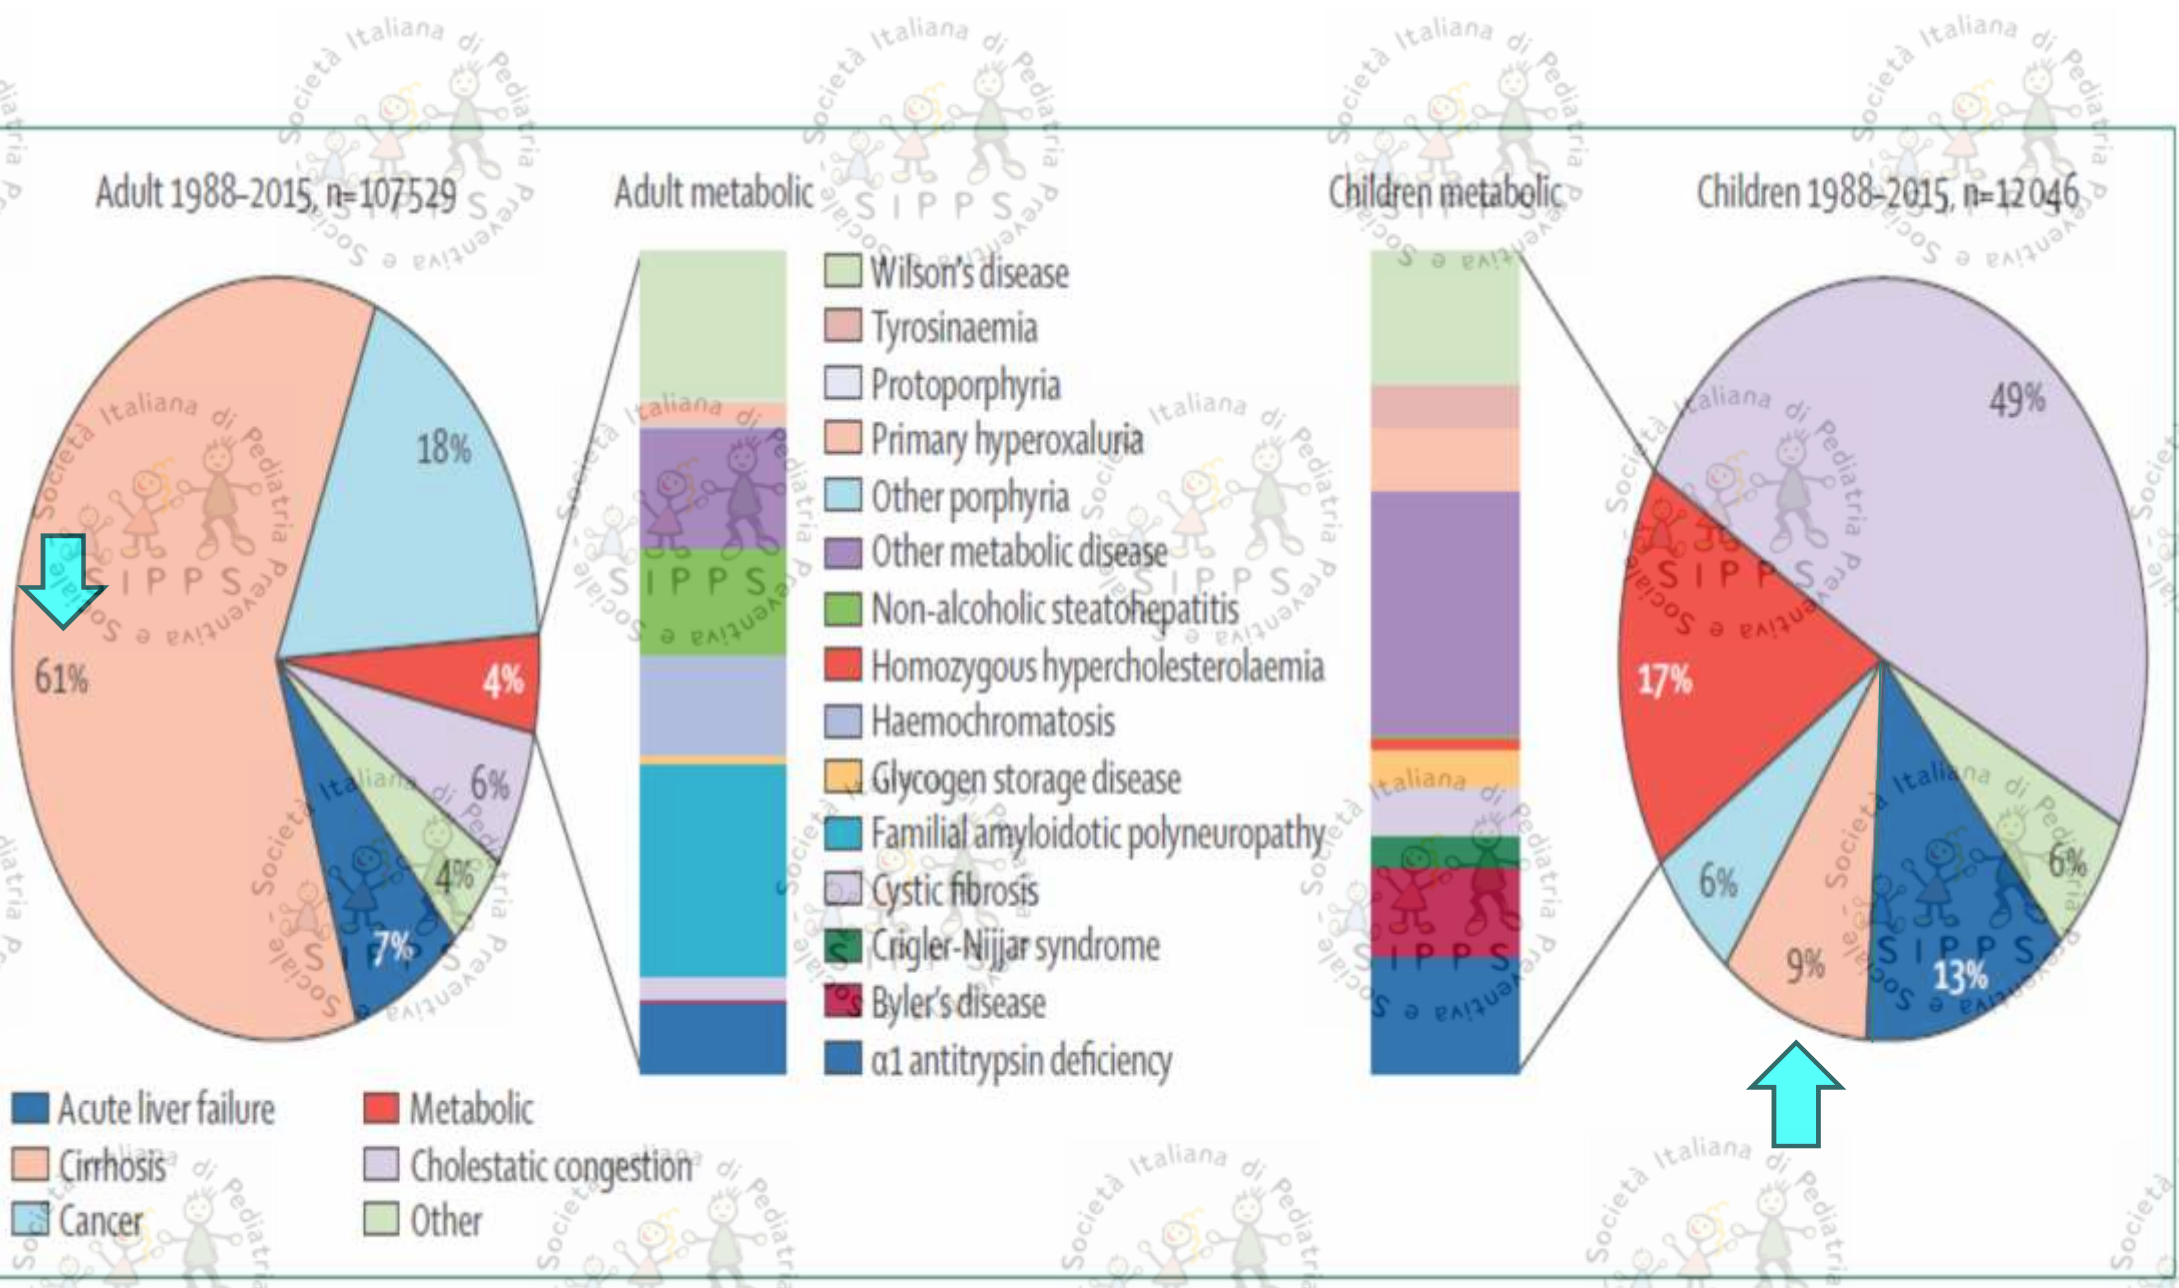 Adult 1988–2015, n=107529
61%
18%
4%
6%
4%
7%
Adult metabolic
Wilson's disease
Tyrosinaemia
Protoporphyria
Primary hyperoxaluria
Other porphyria
Other metabolic disease
Non-alcoholic steatohepatitis
Homozygous hypercholesterolaemia
Haemochromatosis
Glycogen storage disease
Familial amyloidotic polyneuropathy
Cystic fibrosis
Crigler-Nijjar syndrome
Byler's disease
α1 antitrypsin deficiency
Children metabolic
Children 1988–2015, n=12046
49%
17%
6%
9%
13%
6%
Acute liver failure
Cirrhosis
Cancer
Metabolic
Cholestatic congestion
Other
Società Italiana di Pediatria Preventiva e Sociale
SIPPS